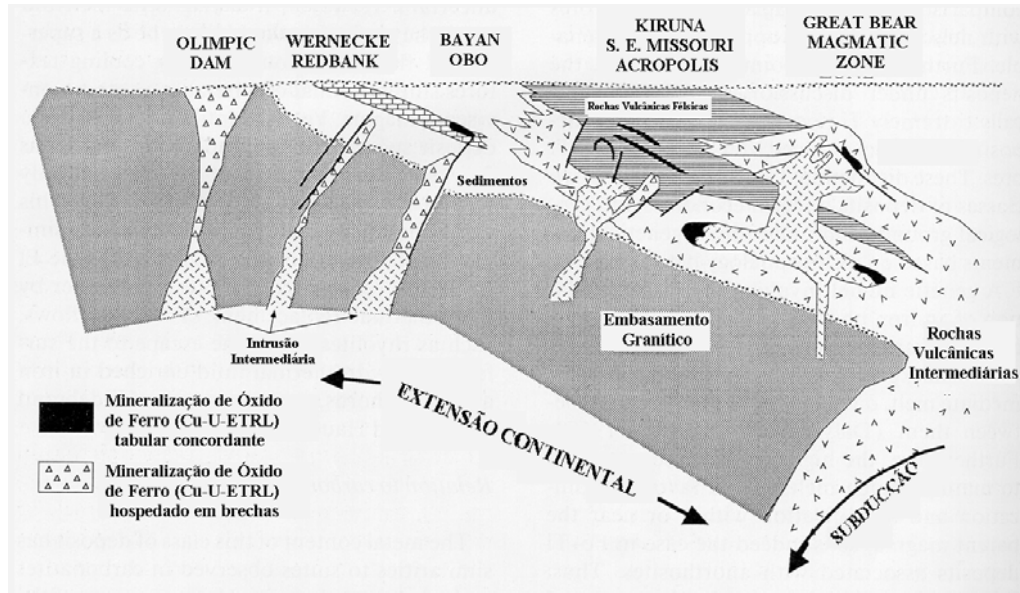 OLIMPIC
DAM
WERNECKE
REDBANK
BAYAN
OBO
KIRUNA
S. E. MISSOURI
ACROPOLIS
GREAT BEAR
MAGMATIC
ZONE
Rochas Vulcânicas Félsicas
Sedimentos
Intrusão
Intermediária
Embasamento
Granítico
Rochas
Vulcânicas
Intermediárias
EXTENSÃO CONTINENTAL
SUBDUCÇÃO
Mineralização de Óxido
de Ferro (Cu-U-ETRL)
tabular concordante
Mineralização de Óxido
de Ferro (Cu-U-ETRL)
hospedado em brechas